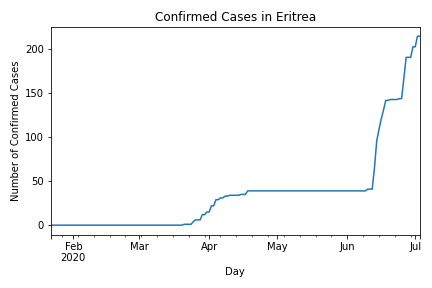 Confirmed Cases in Eritrea
Number of Confirmed Cases
200
150
100
50
0
Feb
2020
Mar
Apr
May
Jun
Jul
Day